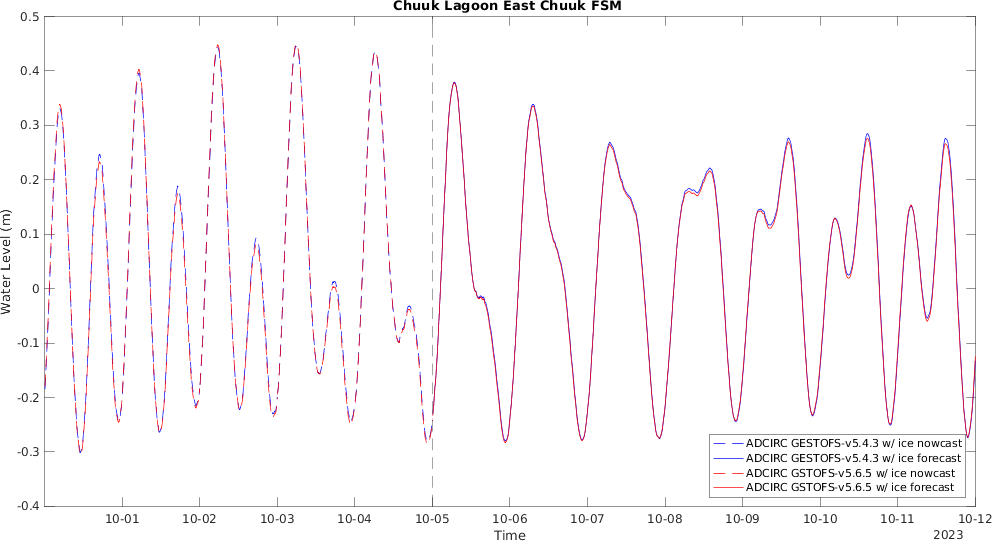 Chuuk Lagoon East Chuuk FSM
0.5
0.4
0.3
0.2
0.1
0
-0.1
-0.2
-0.3
-0.4
Water Level (m)
ADCIRC GESTOFS-v5.4.3 w/ ice nowcast
ADCIRC GESTOFS-v5.4.3 w/ ice forecast
ADCIRC GSTOFS-v5.6.5 w/ ice nowcast
ADCIRC GSTOFS-v5.6.5 w/ ice forecast
10-01 10-02 10-03 10-04 10-05 10-06 10-07 10-08 10-09 10-10 10-11 10-12
Time
2023